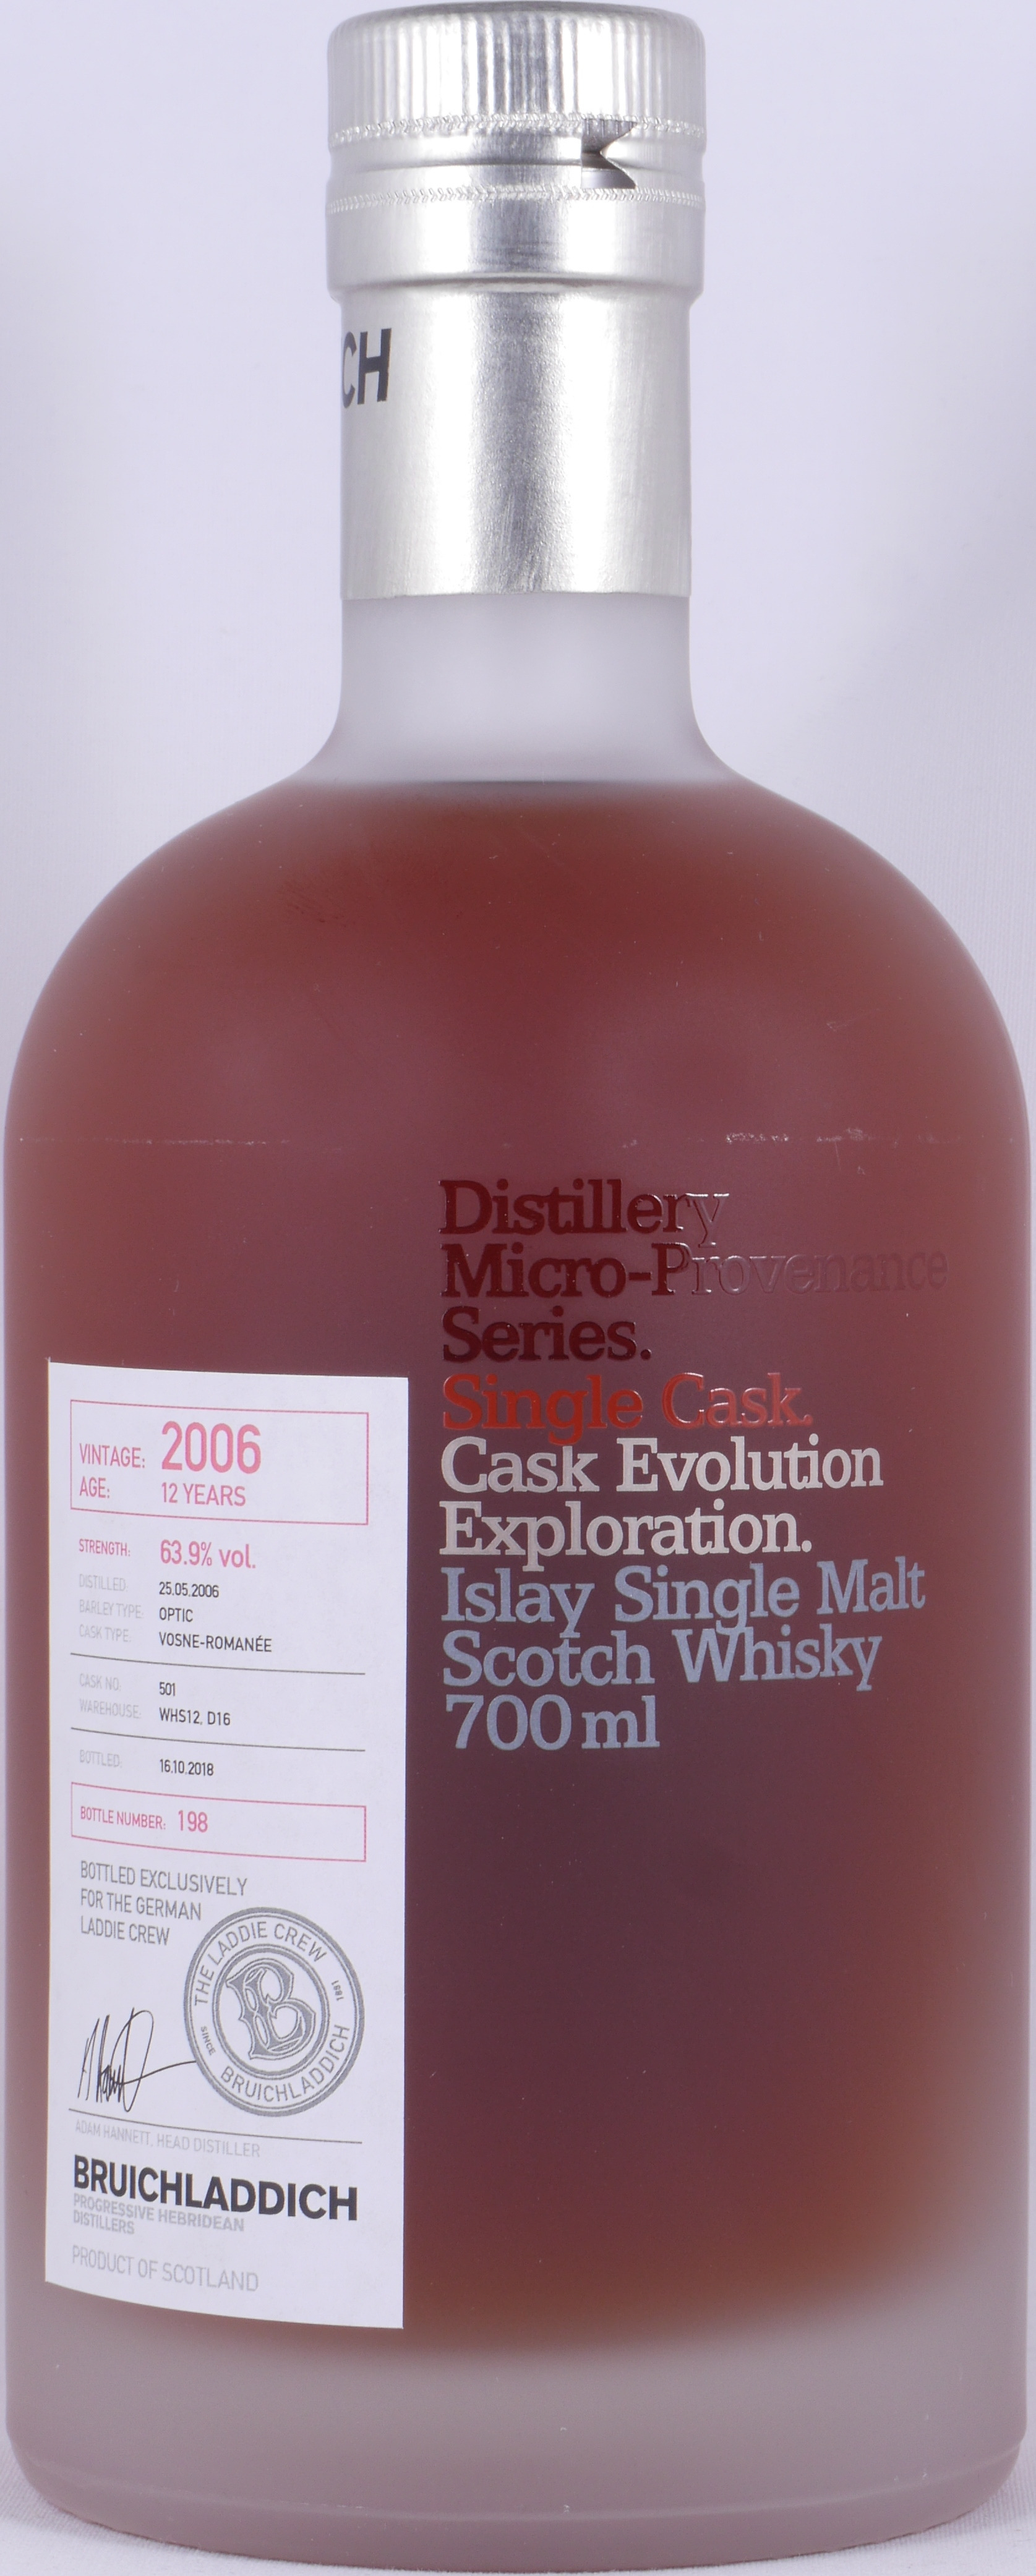 CH
Distillery
Micro-Provenance
Series.
Single Cask.
Cask Evolution
Exploration.
Islay Single Malt
Scotch Whisky
700 ml
VINTAGE: 2006
AGE: 12 YEARS
STRENGTH: 63.9% vol.
DISTILLED: 25.05.2006
BARLEY TYPE: OPTIC
CASK TYPE: VOSNE-ROMANÉE
CASK NO. 501
WAREHOUSE: WHS12, D16
BOTTLED: 16.10.2018
BOTTLE NUMBER: 198
BOTTLED EXCLUSIVELY
FOR THE GERMAN
LADDIE CREW
THE LADDIE CREW
B
SINCE 1881
BRUICHLADDICH
ADAM HANNETT, HEAD DISTILLER
BRUICHLADDICH
PROGRESSIVE HEBRIDEAN
DISTILLERS
PRODUCT OF SCOTLAND